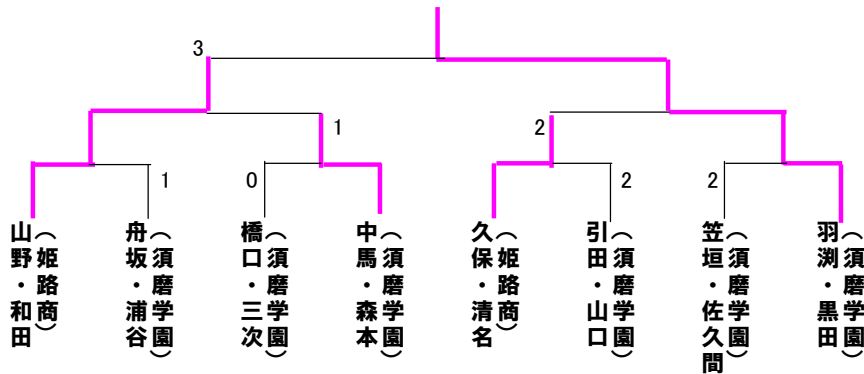 3
1
2
1
0
2
2
山野・和田
(姫路商)
舟坂・浦谷
(須磨学園)
橋口・三次
(須磨学園)
中馬・森本
(須磨学園)
久保・清名
(姫路商)
引田・山口
(須磨学園)
笠垣・佐久間
(須磨学園)
羽渕・黒田
(須磨学園)